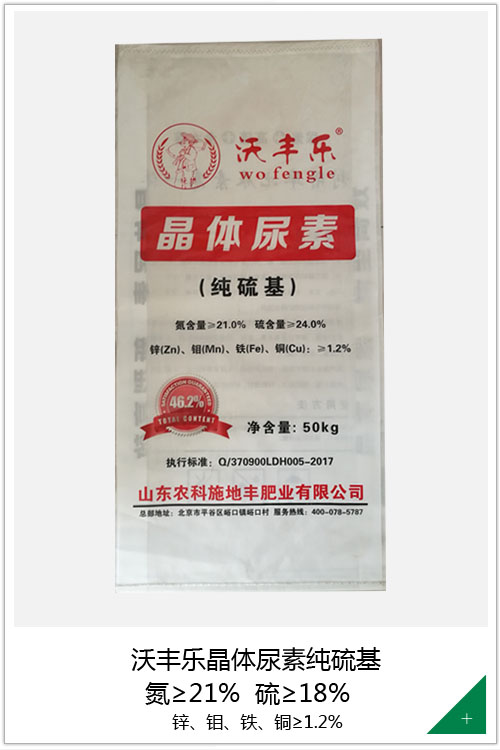 沃丰乐®
wo fengle
晶体尿素
(纯硫基)
氮含量≥21.0% 硫含量≥24.0%
锌(Zn)、钼(Mn)、铁(Fe)、铜(Cu)：≥1.2%
SATISFACTION GUARANTEED
46.2%
TOTAL CONTENT
净含量: 50kg
执行标准: Q/370900LDH005-2017
山东农科施地丰肥业有限公司
总部地址: 北京市平谷区峪口镇峪口村 服务热线: 400-078-5787
沃丰乐晶体尿素纯硫基
氮≥21% 硫≥18%
锌、钼、铁、铜≥1.2%
+